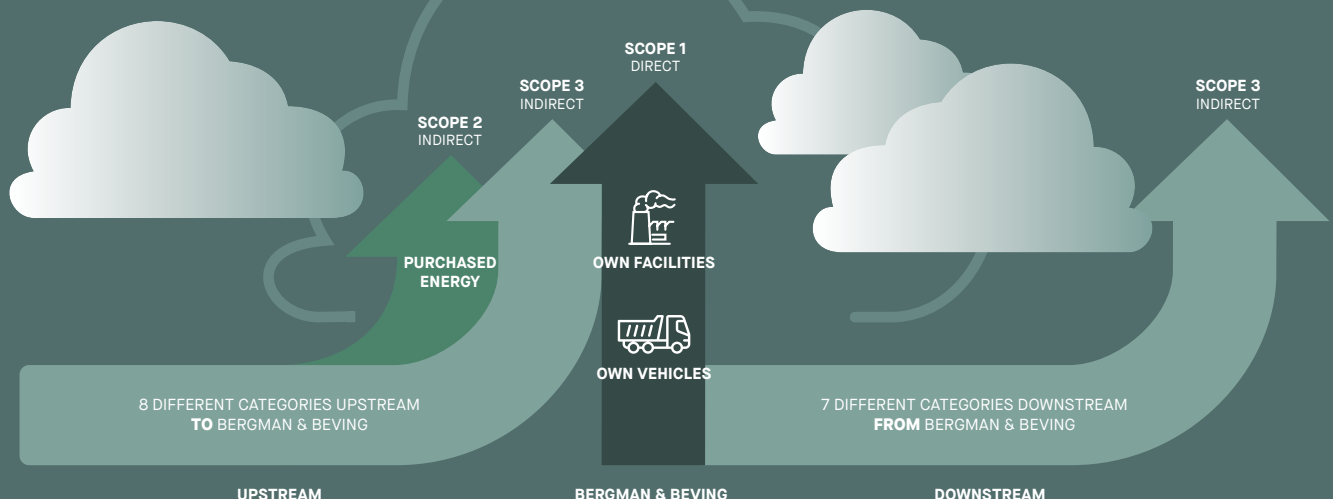 SCOPE 1
DIRECT
SCOPE 3
INDIRECT
SCOPE 3
INDIRECT
SCOPE 2
INDIRECT
PURCHASED
ENERGY
OWN FACILITIES
OWN VEHICLES
8 DIFFERENT CATEGORIES UPSTREAM
TO BERGMAN & BEVING
7 DIFFERENT CATEGORIES DOWNSTREAM
FROM BERGMAN & BEVING
UPSTREAM
BERGMAN & BEVING
DOWNSTREAM